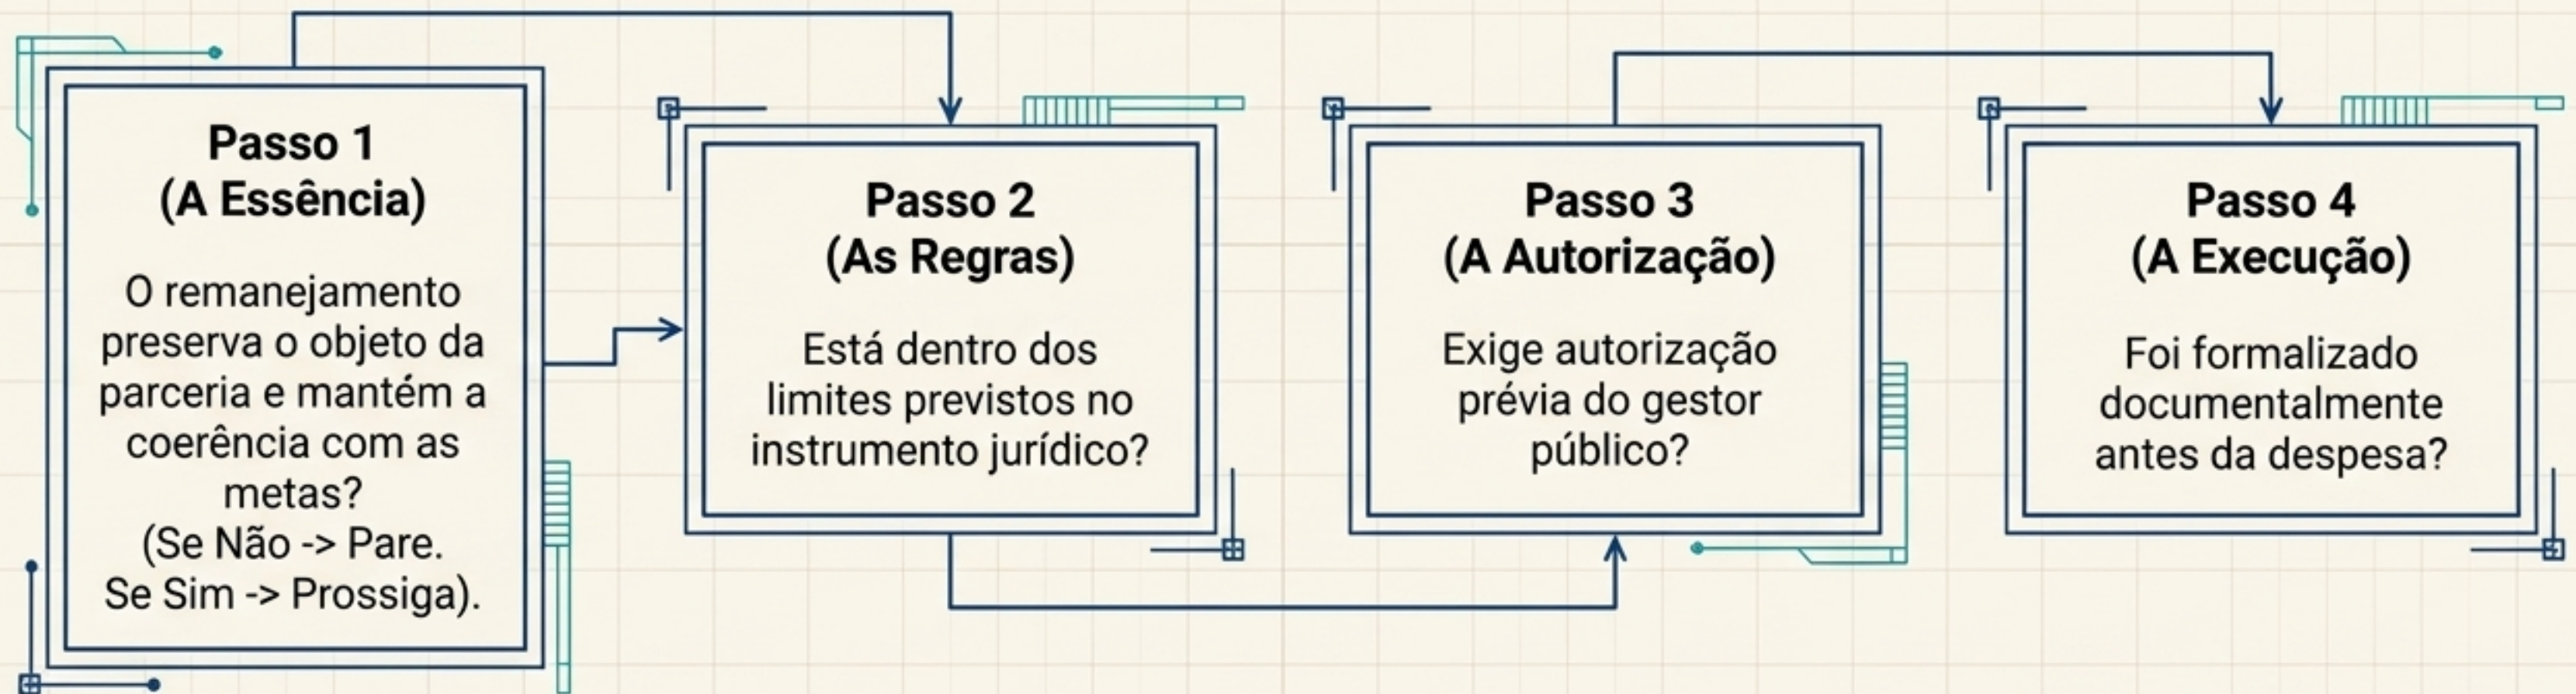 Passo 1
(A Essência)
O remanejamento
preserva o objeto da
parceria e mantém a
coerência com as
metas?
(Se Não -> Pare.
Se Sim -> Prossiga).
Passo 2
(As Regras)
Está dentro dos
limites previstos no
instrumento jurídico?
Passo 3
(A Autorização)
Exige autorização
prévia do gestor
público?
Passo 4
(A Execução)
Foi formalizado
documentalmente
antes da despesa?